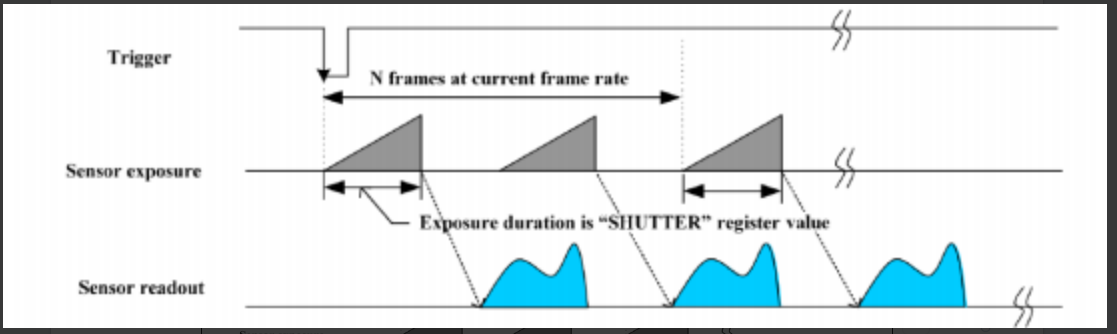 Trigger
N frames at current frame rate
Sensor exposure
Exposure duration is “SHUTTER” register value
Sensor readout